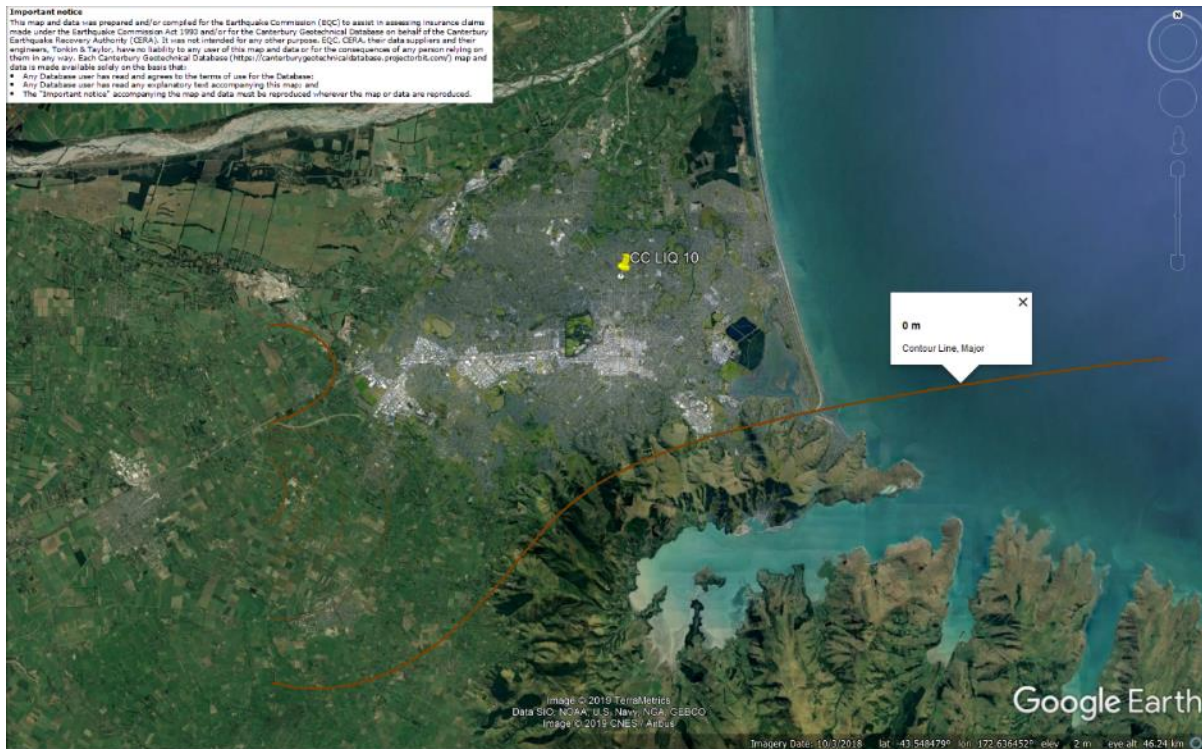 Important notice
This map and data was prepared and/or compiled for the Earthquake Commission (EQC) to assist in assessing insurance claims
made under the Earthquake Commission Act 1993 and/or for the Canterbury Geotechnical Database on behalf of the Canterbury
Earthquake Recovery Authority (CERA). It was not intended for any other purpose. EQC, CERA, their data suppliers and their
engineers, Tonkin & Taylor, have no liability to any user of this map and data or for the consequences of any person relying on
them in any way. Each Canterbury Geotechnical Database (https://canterburygeotechnicaldatabase.projectorbit.com/) map and
data is made available solely on the basis that:
• Any Database user has read and agrees to the terms of use for the Database;
• Any Database user has read any explanatory text accompanying this map; and
• The "Important notice" accompanying the map and data must be reproduced wherever the map or data are reproduced.
N
CC LIQ 10
0 m
Contour Line, Major
Image © 2019 TerraMetrics
Data SIO, NOAA, U.S. Navy, NGA, GEBCO
Image © 2019 CNES / Airbus
Google Earth
Imagery Date: 10/3/2018 lat -43.548479° lon 172.636452° elev 2 m eye alt 46.24 km